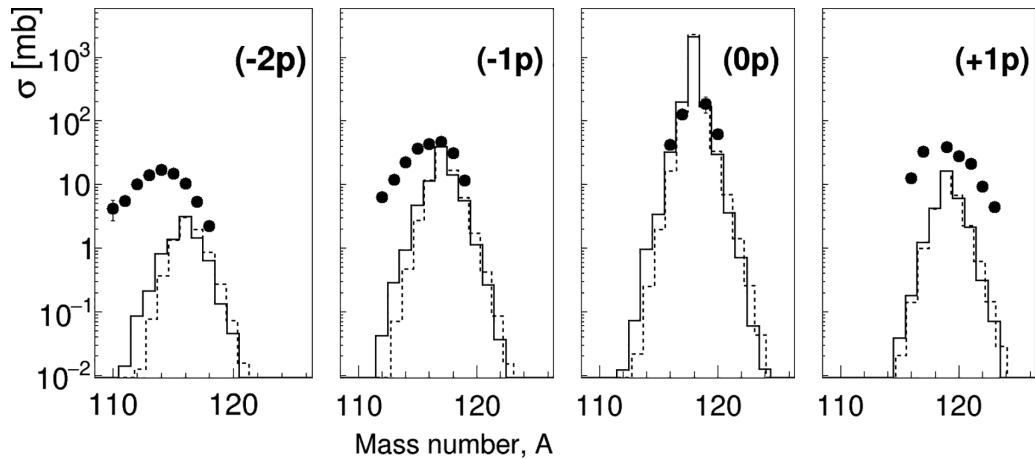 σ [mb]
10³
10²
10
1
10⁻¹
10⁻²
(-2p)
(-1p)
(0p)
(+1p)
110 120 110 120 110 120 110 120
Mass number, A